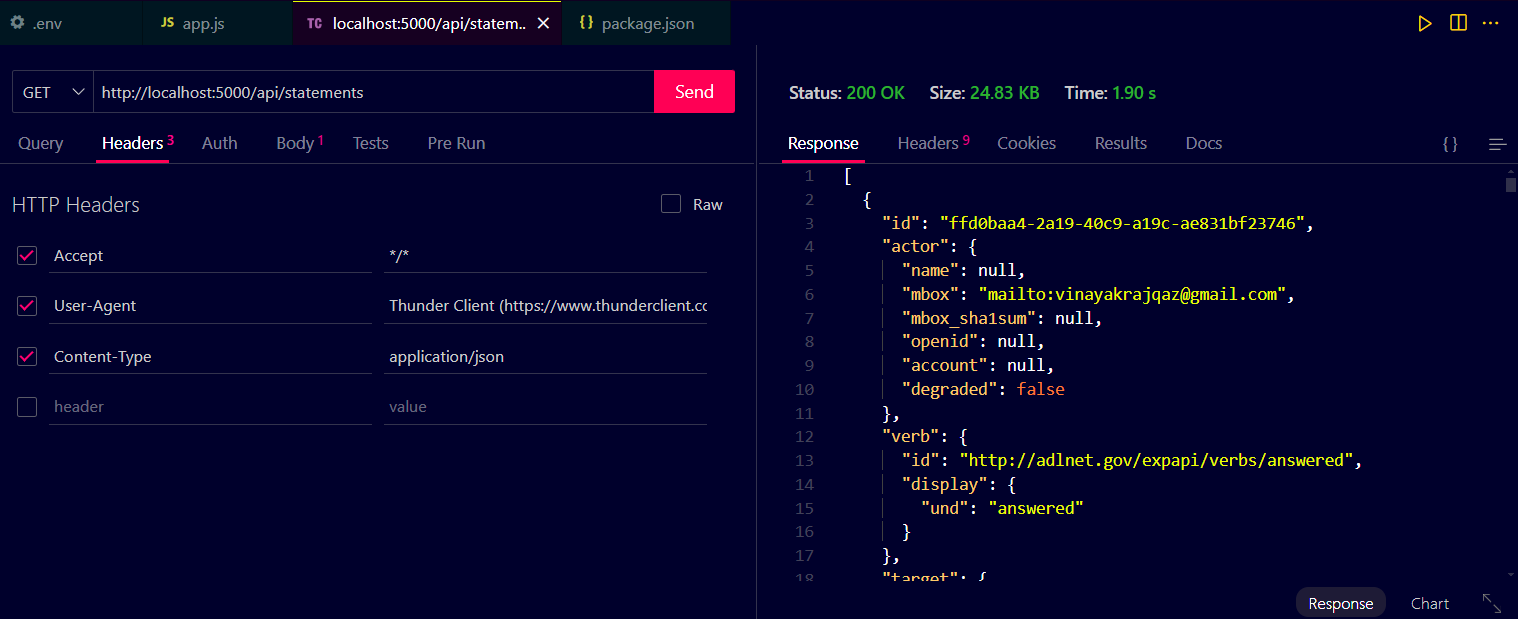 .env
JS app.js
TC localhost:5000/api/statem..
{} package.json
GET http://localhost:5000/api/statements Send
Query Headers 3 Auth Body 1 Tests Pre Run
HTTP Headers Raw
Accept */*
User-Agent Thunder Client (https://www.thunderclient.cc
Content-Type application/json
header value
Status: 200 OK Size: 24.83 KB Time: 1.90 s
Response Headers 9 Cookies Results Docs {}
1 [
2 {
3 "id": "ffd0baa4-2a19-40c9-a19c-ae831bf23746",
4 "actor": {
5 "name": null,
6 "mbox": "mailto:vinayakrajqaz@gmail.com",
7 "mbox_sha1sum": null,
8 "openid": null,
9 "account": null,
10 "degraded": false
11 },
12 "verb": {
13 "id": "http://adlnet.gov/expapi/verbs/answered",
14 "display": {
15 "und": "answered"
16 }
17 },
18 "target": {
Response Chart